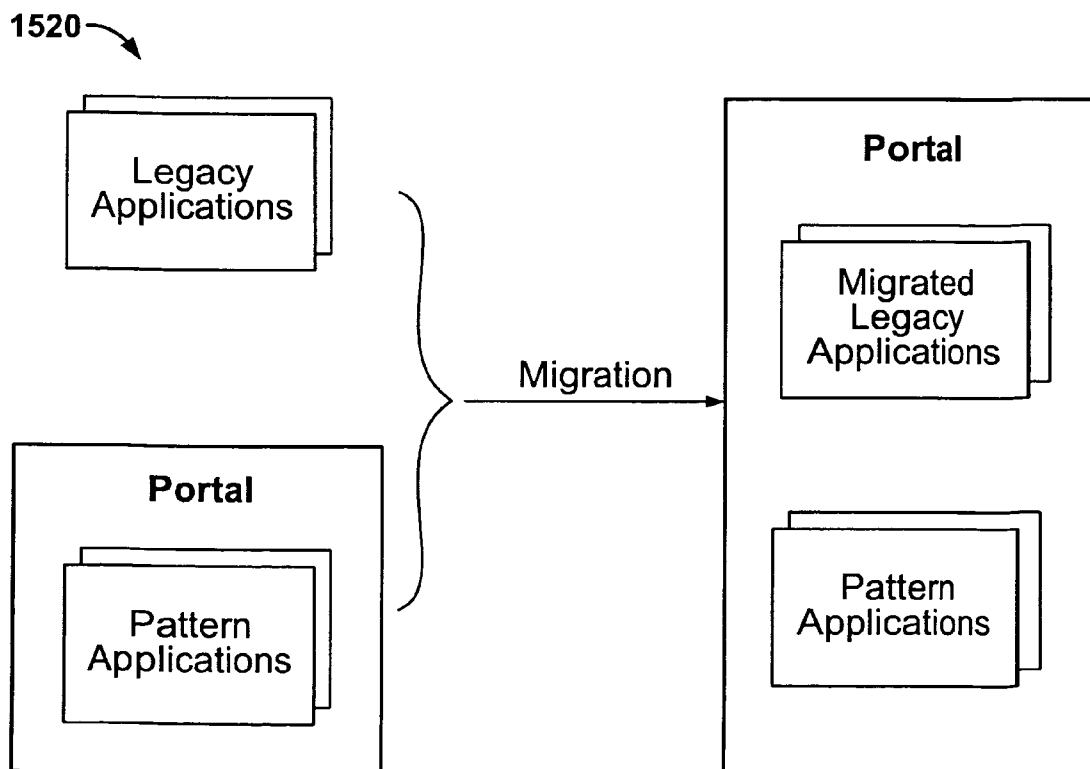 1520
Legacy
Applications
Portal
Pattern
Applications
Migration
Portal
Migrated
Legacy
Applications
Pattern
Applications